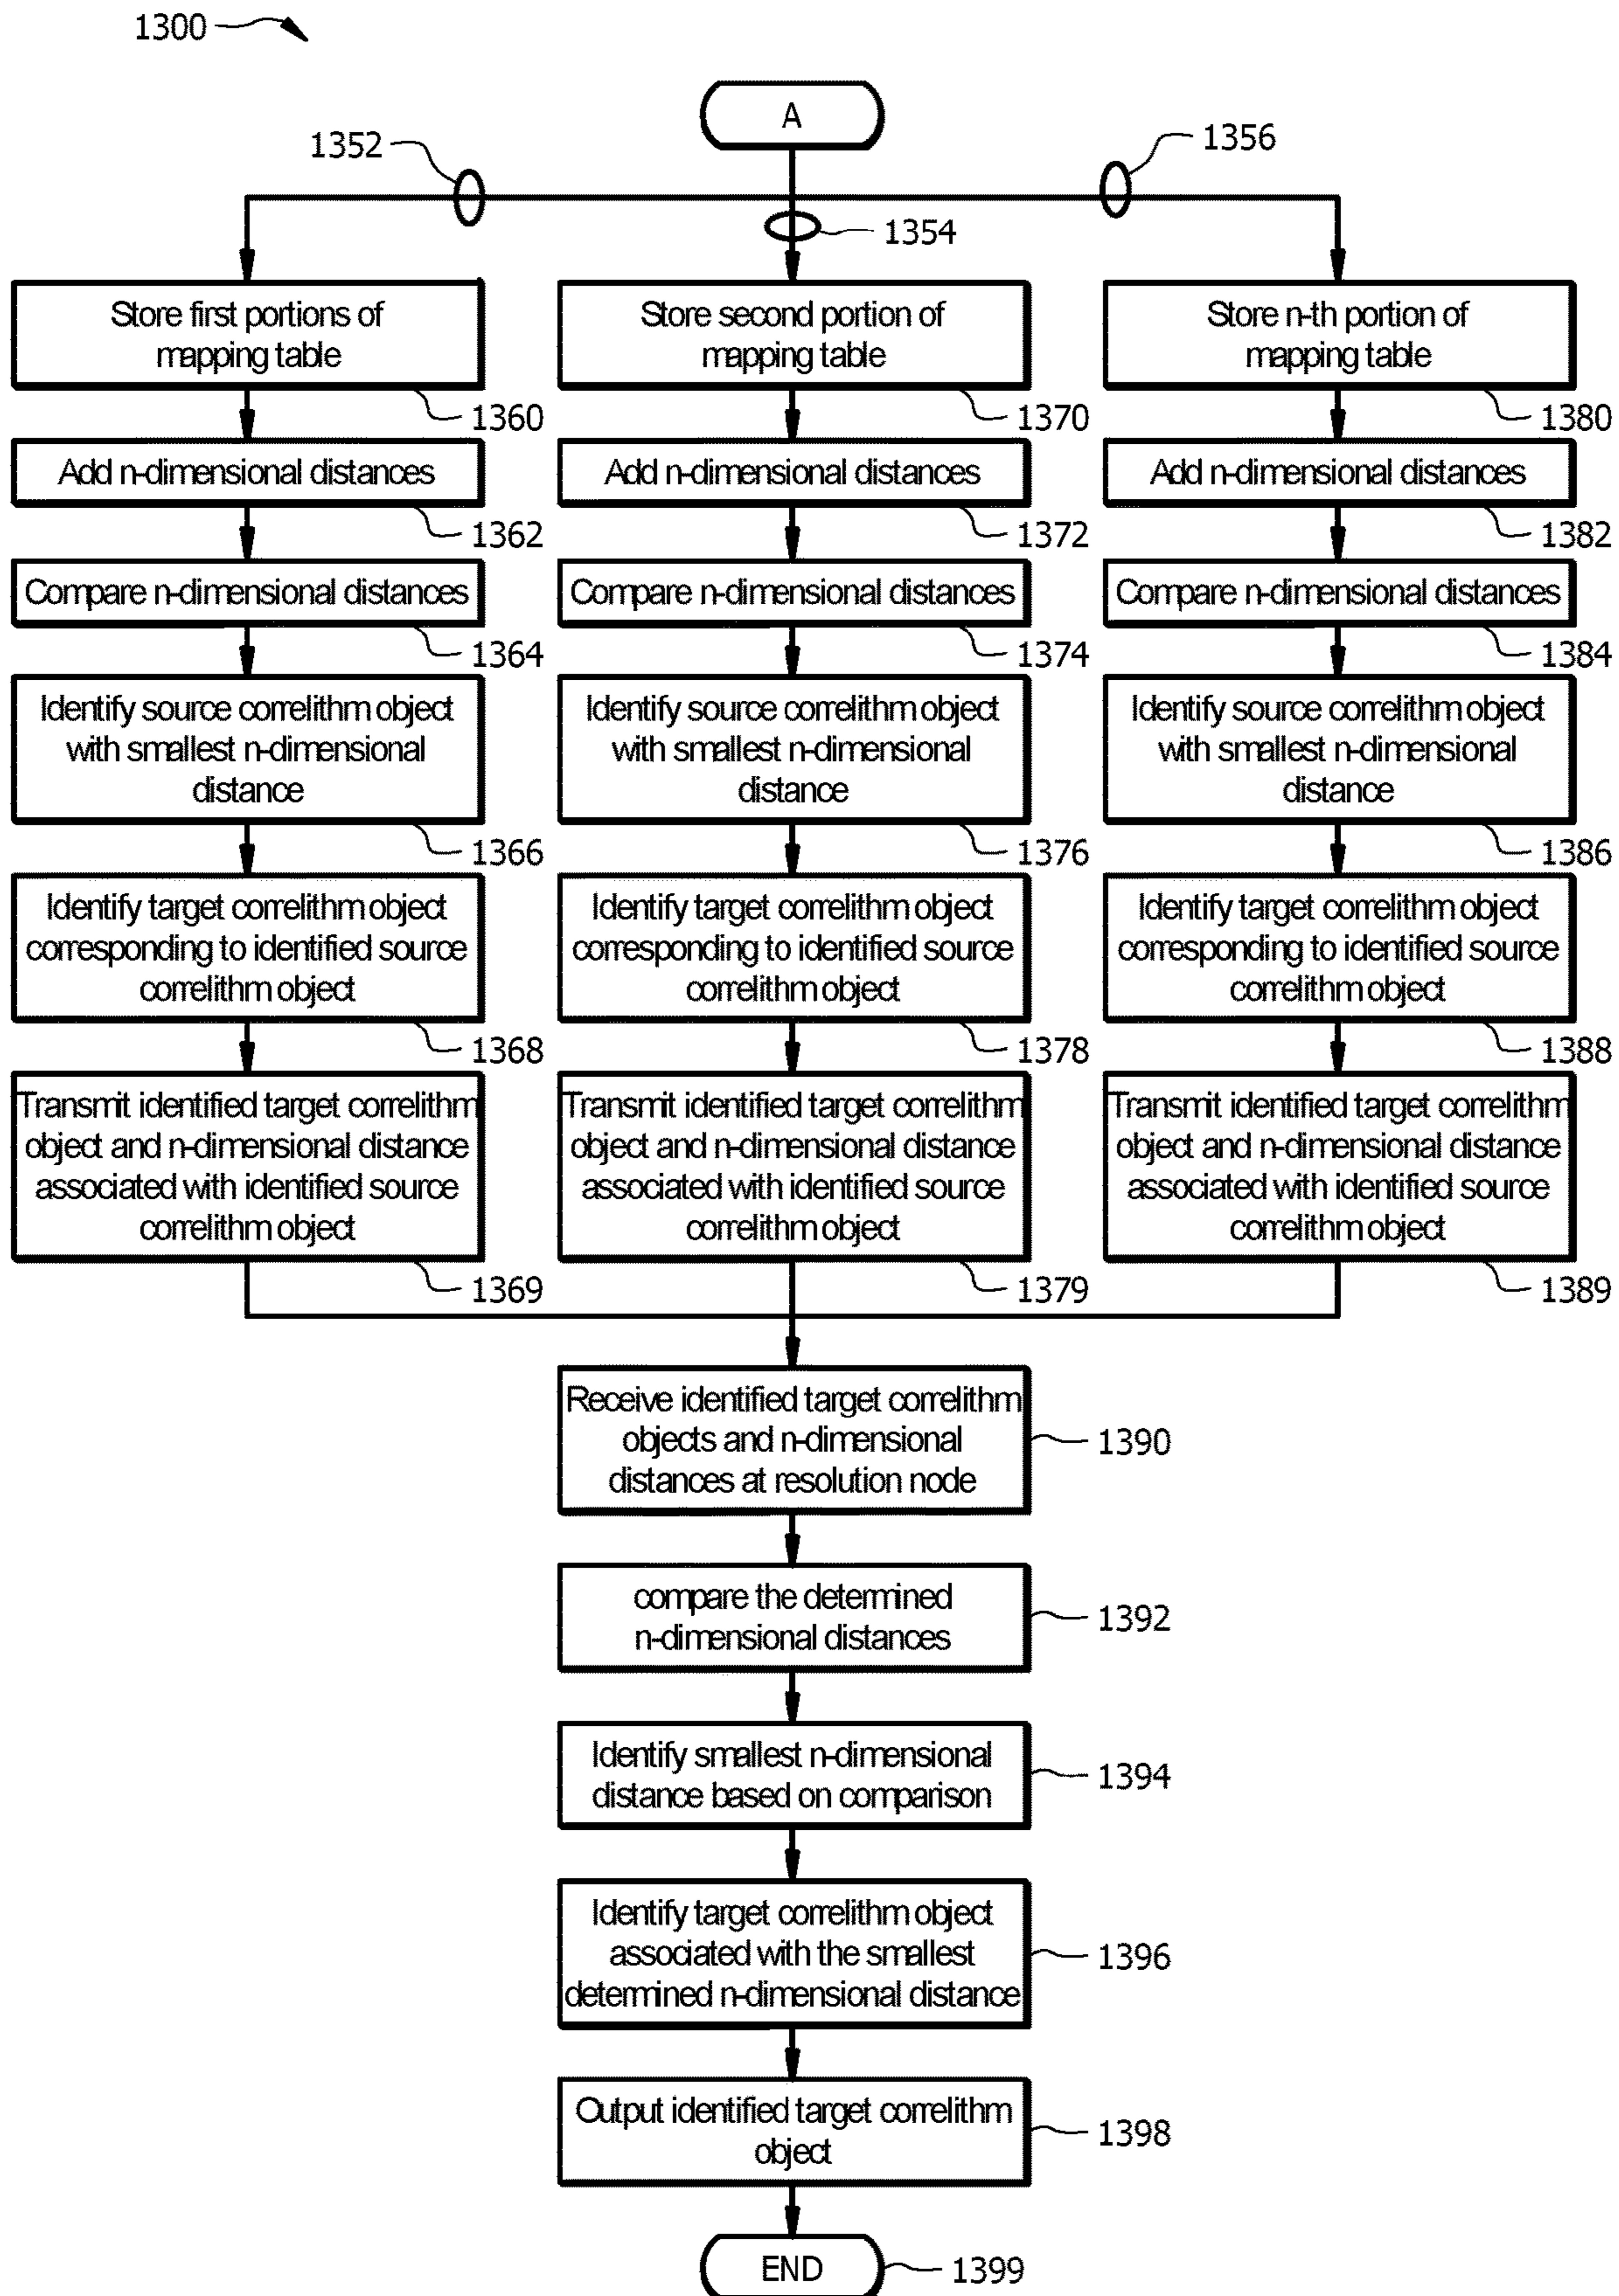 1300
A
1352
1356
1354
Store first portions of
mapping table
1360
Store second portion of
mapping table
1370
Store n-th portion of
mapping table
1380
Add n-dimensional distances
1362
Add n-dimensional distances
1372
Add n-dimensional distances
1382
Compare n-dimensional distances
1364
Compare n-dimensional distances
1374
Compare n-dimensional distances
1384
Identify source correlithm object
with smallest n-dimensional
distance
1366
Identify source correlithm object
with smallest n-dimensional
distance
1376
Identify source correlithm object
with smallest n-dimensional
distance
1386
Identify target correlithm object
corresponding to identified source
correlithm object
1368
Identify target correlithm object
corresponding to identified source
correlithm object
1378
Identify target correlithm object
corresponding to identified source
correlithm object
1388
Transmit identified target correlithm
object and n-dimensional distance
associated with identified source
correlithm object
1369
Transmit identified target correlithm
object and n-dimensional distance
associated with identified source
correlithm object
1379
Transmit identified target correlithm
object and n-dimensional distance
associated with identified source
correlithm object
1389
Receive identified target correlithm
objects and n-dimensional
distances at resolution node
1390
compare the determined
n-dimensional distances
1392
Identify smallest n-dimensional
distance based on comparison
1394
Identify target correlithm object
associated with the smallest
determined n-dimensional distance
1396
Output identified target correlithm
object
1398
END
1399